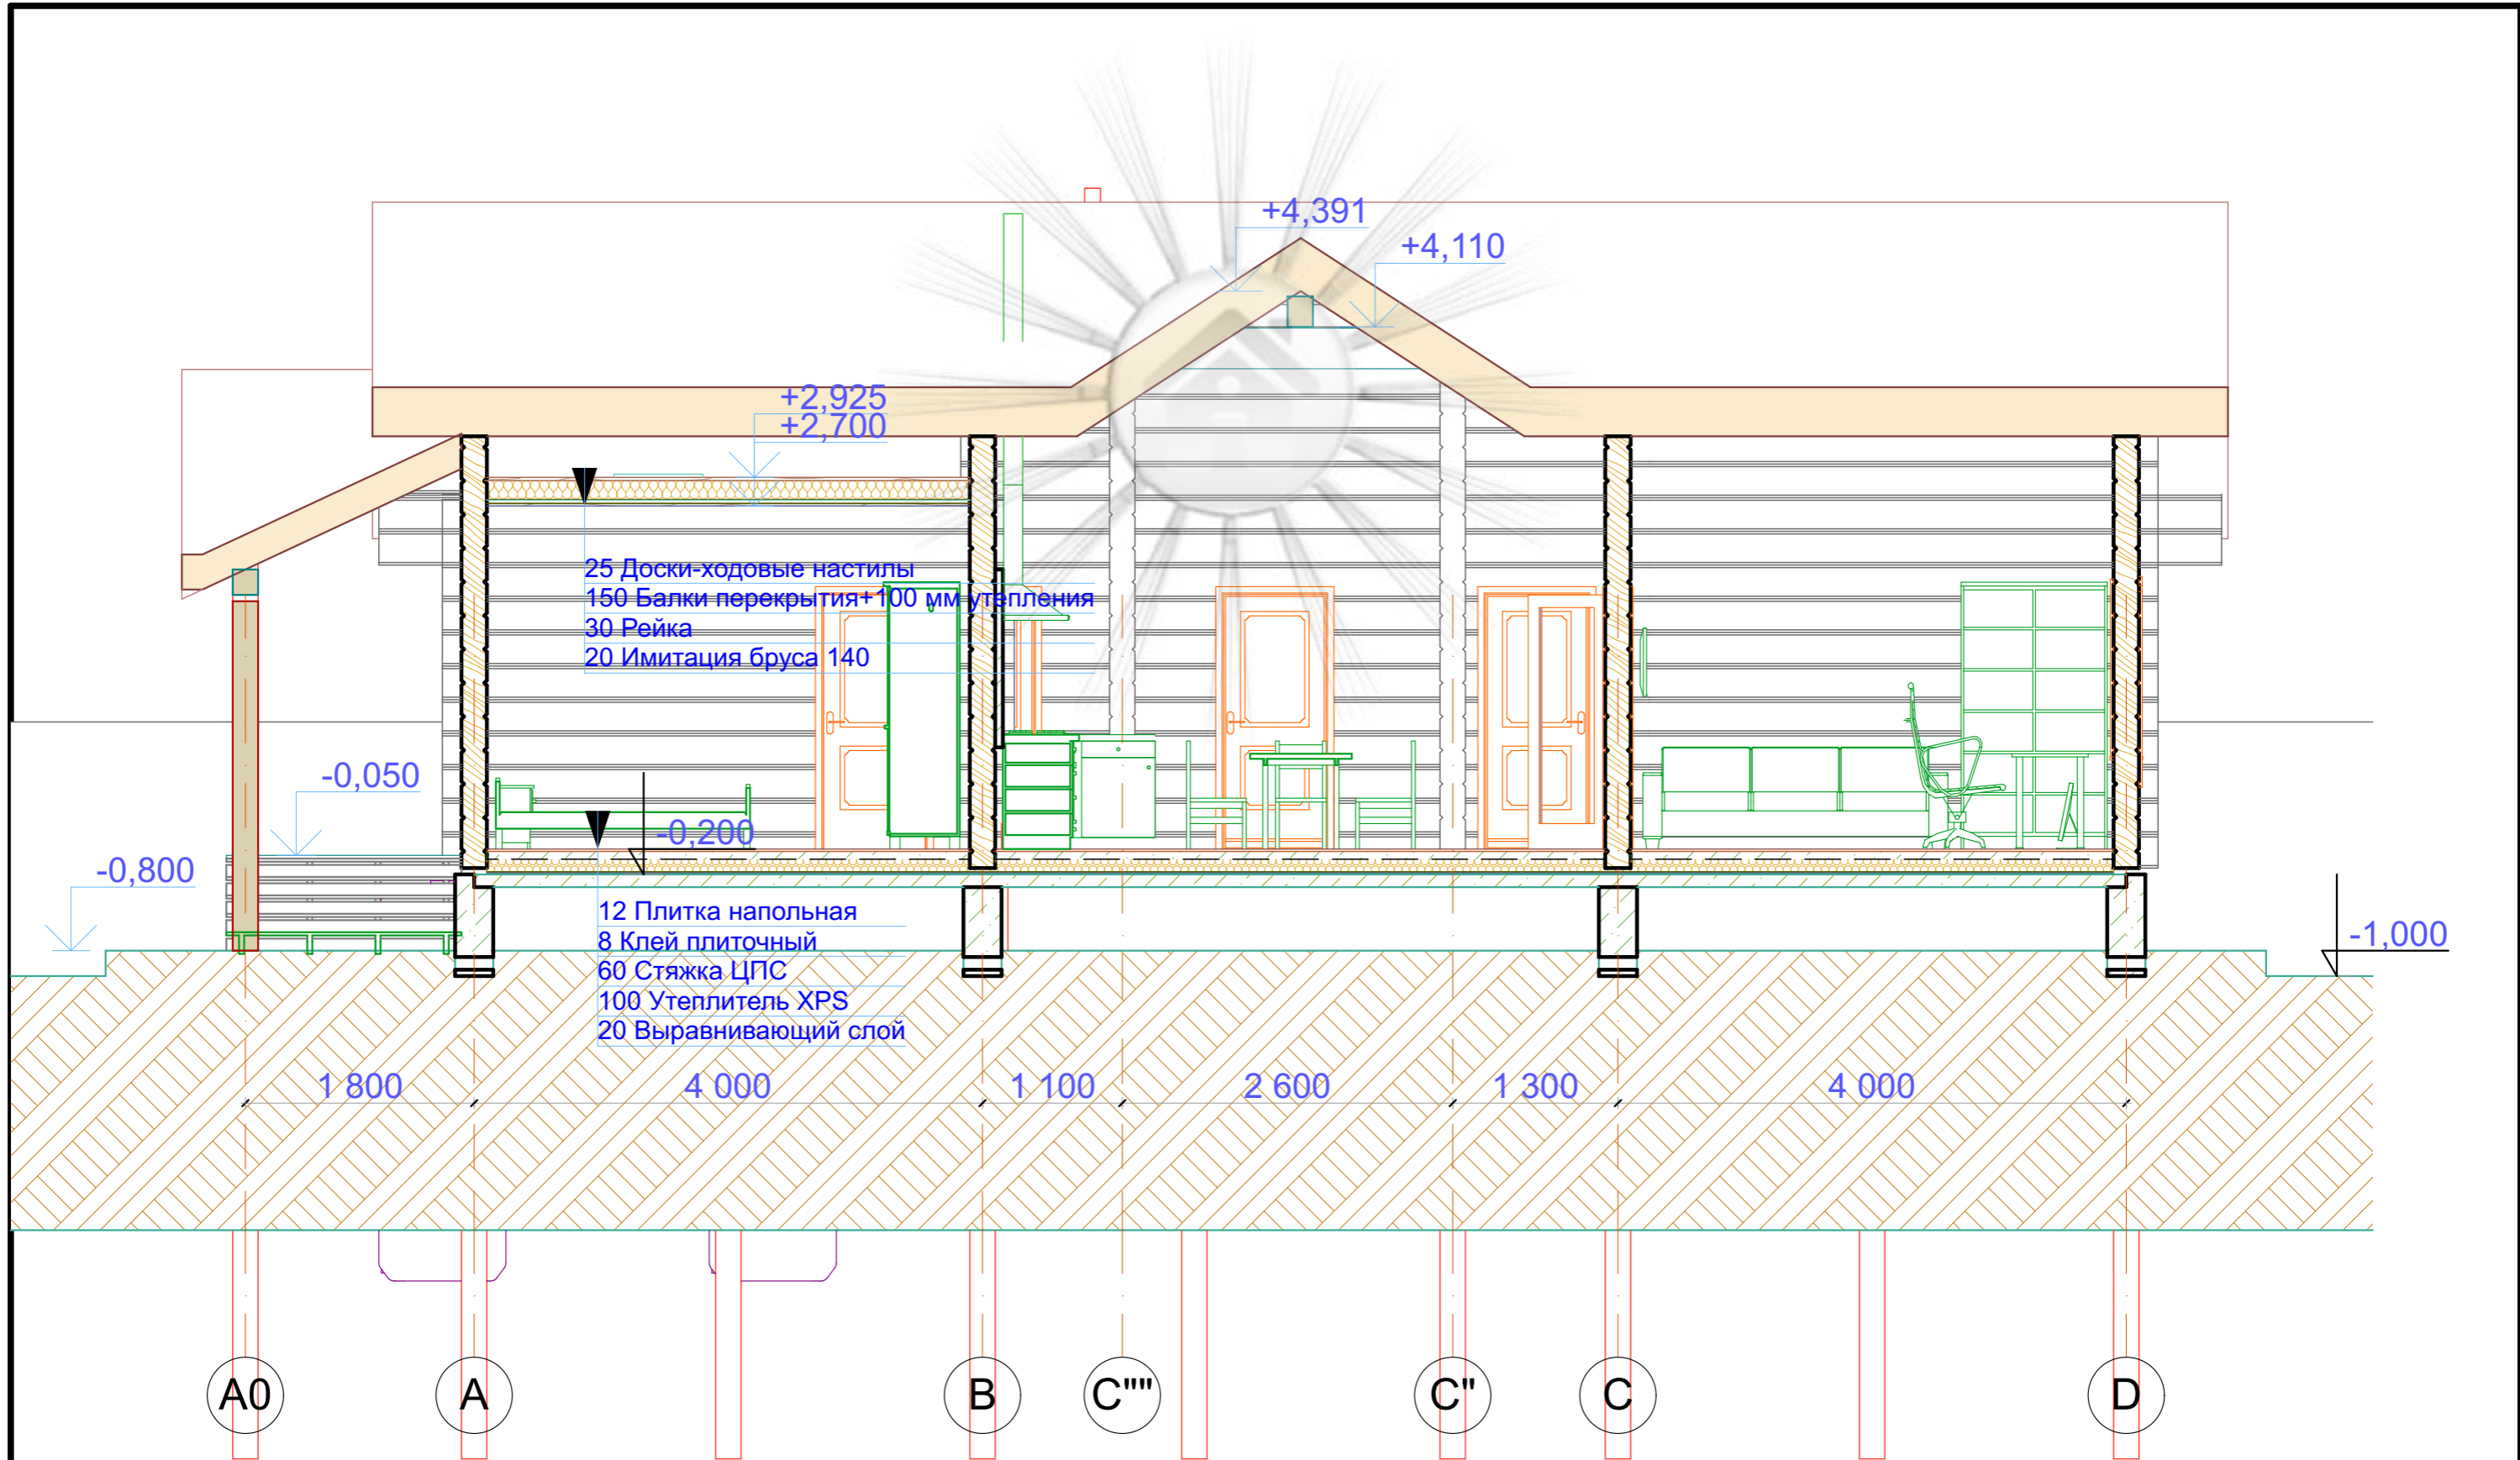 +4,391
+4,110
+2,925
+2,700
25 Доски-ходовые настилы
150 Балки перекрытия+100 мм утепления
30 Рейка
20 Имитация бруса 140
-0,050
-0,200
-0,800
12 Плитка напольная
8 Клей плиточный
60 Стяжка ЦПС
100 Утеплитель XPS
20 Выравнивающий слой
-1,000
1 800 4 000 1 100 2 600 1 300 4 000
A0 A B C"" C" C D